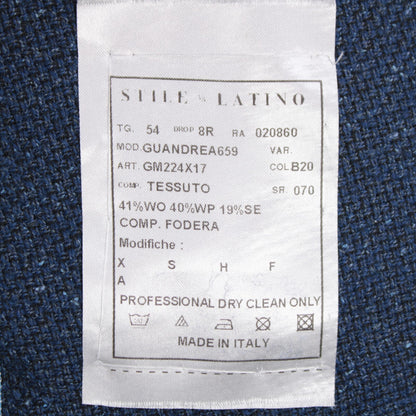 STILE LATINO
TG. 54 DROP 8R RA 020860
MOD. GUANDREA659 VAR.
ART. GM224X17 COL. B20
COMP. TESSUTO SR. 070
41%WO 40%WP 19%SE
COMP. FODERA
Modifiche :
X S H F
A
PROFESSIONAL DRY CLEAN ONLY
MADE IN ITALY